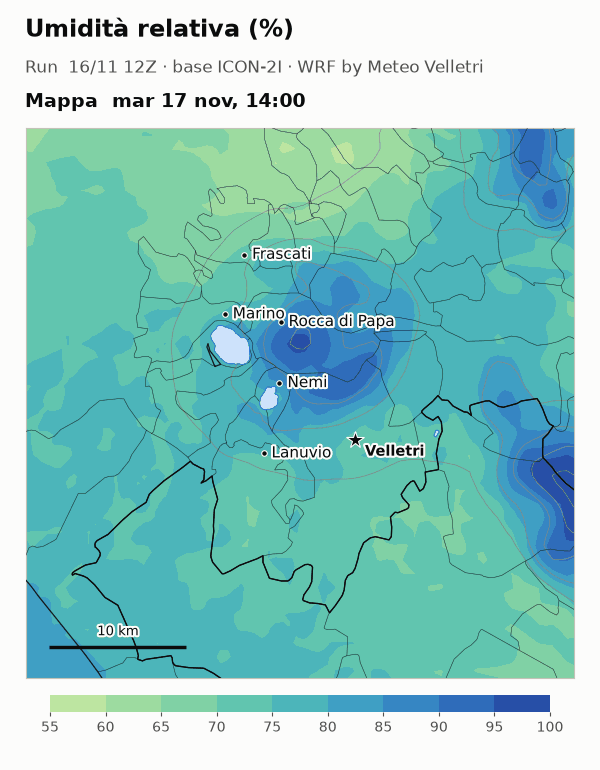 Umidità relativa (%)
Run  16/11 12Z · base ICON-2I · WRF by Meteo Velletri
Mappa  mar 17 nov, 14:00
Frascati
Marino
Rocca di Papa
Nemi
Velletri
Lanuvio
10 km
55 60 65 70 75 80 85 90 95 100